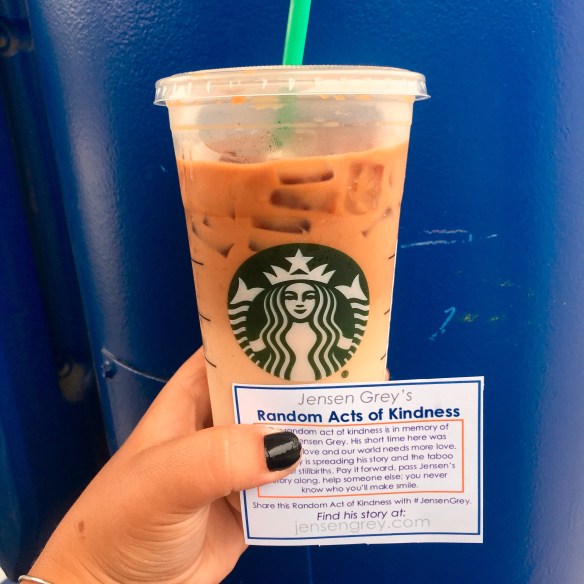 Jensen Grey's
Random Acts of Kindness
random act of kindness is in memory of
Jensen Grey. His short time here was
love and our world needs more love.
is spreading his story and the taboo
stillbirths. Pay it forward, pass Jensen's
story along, help someone else; you never
know who you'll make smile.
Share this Random Act of Kindness with #JensenGrey.
Find his story at:
jensengrey.com